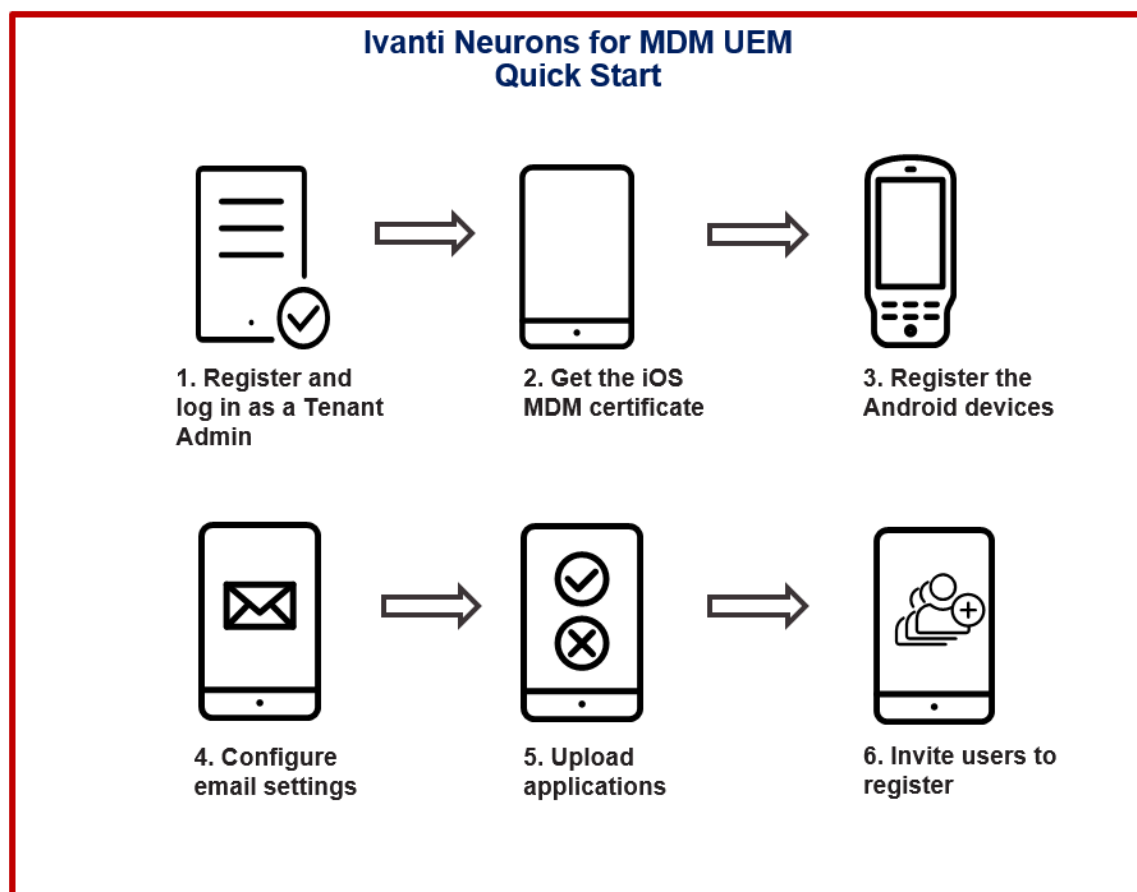 Ivanti Neurons for MDM UEM
Quick Start
1. Register and
log in as a Tenant
Admin
2. Get the iOS
MDM certificate
3. Register the
Android devices
4. Configure
email settings
5. Upload
applications
6. Invite users to
register